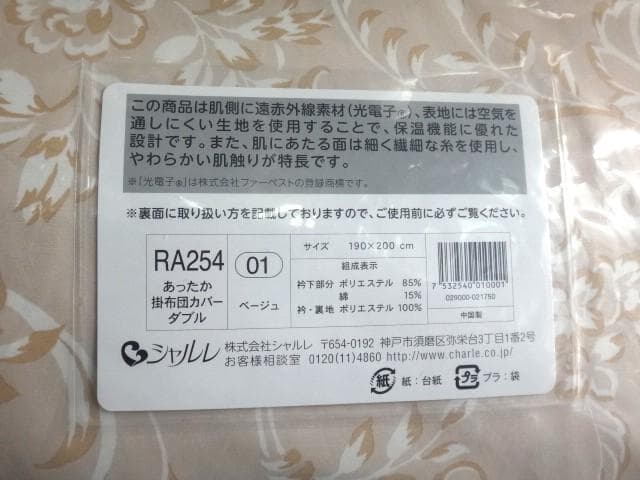 この商品は肌側に遠赤外線素材(光電子®)、表地には空気を
通しにくい生地を使用することで、保温機能に優れた
設計です。また、肌にあたる面は細く繊細な糸を使用し、
やわらかい肌触りが特長です。
※「光電子®」は株式会社ファーベストの登録商標です。
※裏面に取り扱い方を記載しておりますので、ご使用前に必ずご覧ください。
RA254
あったか
掛布団カバー
ダブル
01
ベージュ
サイズ 190×200 cm
組成表示
衿下部分 ポリエステル 85%
綿 15%
衿・裏地 ポリエステル 100%
7 532540 010001
029000-021750
中国製
シャルレ
株式会社シャルレ 〒654-0192 神戸市須磨区弥栄台3丁目1番2号
お客様相談室 0120(11)4860 http://www.charle.co.jp/
紙 紙:台紙
プラ プラ:袋